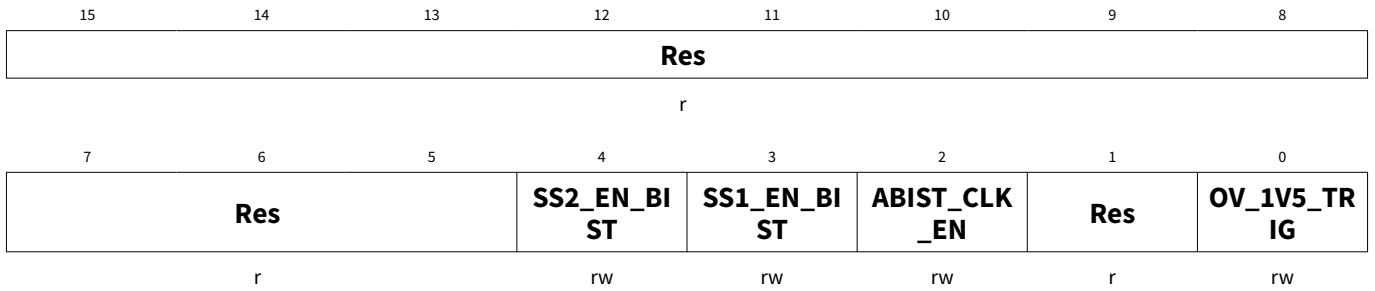 15 14 13 12 11 10 9 8
Res
r
7 6 5 4 3 2 1 0
Res SS2_EN_BI SS1_EN_BI ABIST_CLK Res OV_1V5_TR
ST ST _EN IG
r rw rw rw r rw